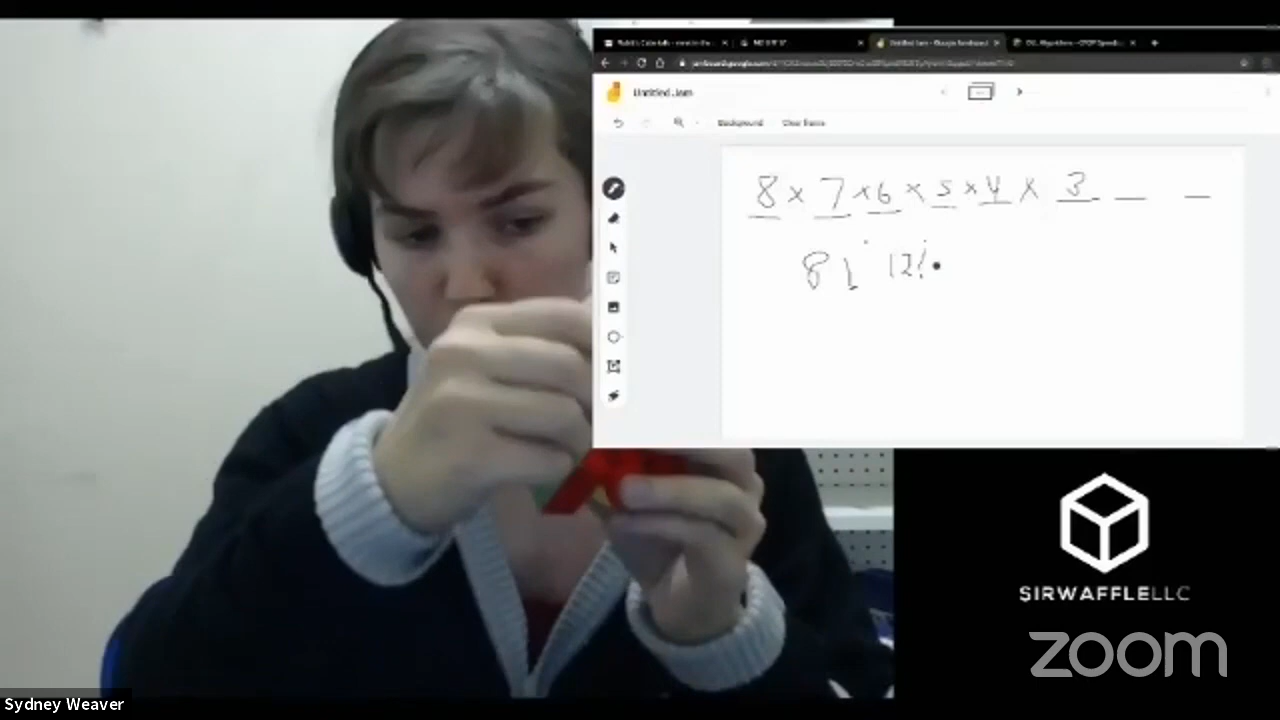 Untitled Jam
Background Clear frame
8 x 7 x 6 x 5 x 4 x 3 _ _
8! 12!
SIRWAFFLELLC
zoom
Sydney Weaver